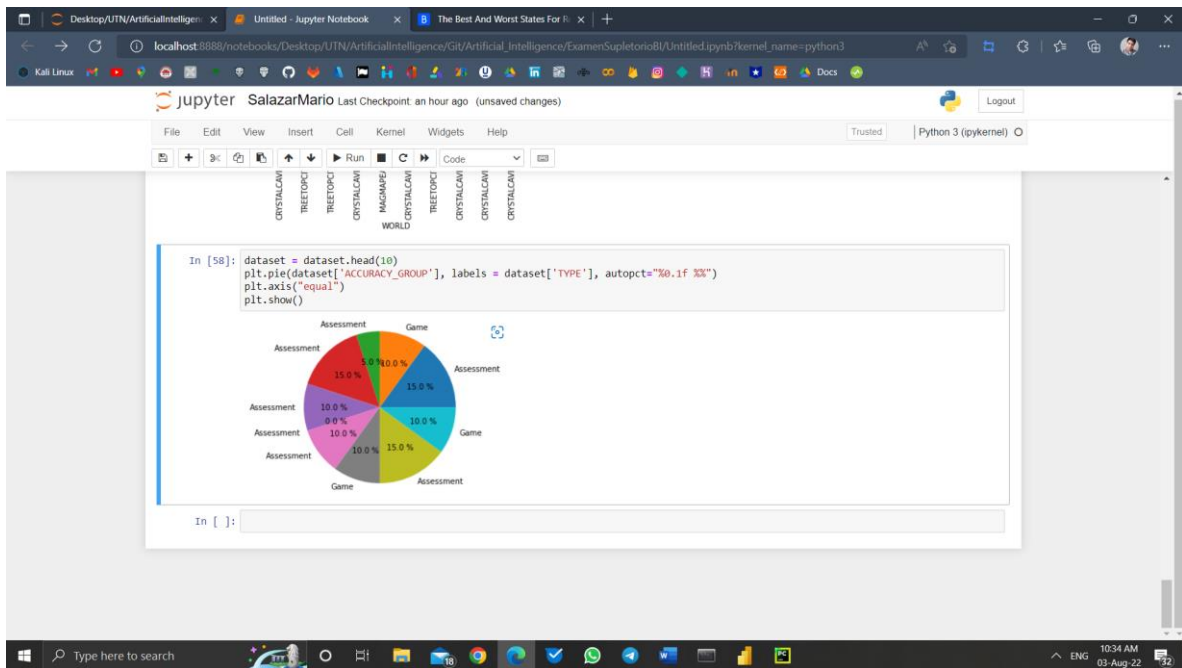 Desktop/UTN/ArtificialIntelligen
Untitled - Jupyter Notebook
The Best And Worst States For R
localhost:8888/notebooks/Desktop/UTN/ArtificialIntelligence/Git/Artificial_Intelligence/ExamenSupletorioBI/Untitled.ipynb?kernel_name=python3
Kali Linux
Docs
jupyter SalazarMario Last Checkpoint: an hour ago (unsaved changes)
Logout
File Edit View Insert Cell Kernel Widgets Help
Trusted
Python 3 (ipykernel)
Run
Code
CRYSTALCAVI
TREETOPCI
TREETOPCI
CRYSTALCAVI
MAGMAPEA
CRYSTALCAVI
TREETOPCI
CRYSTALCAVI
CRYSTALCAVI
CRYSTALCAVI
WORLD
In [58]:
dataset = dataset.head(10)
plt.pie(dataset['ACCURACY_GROUP'], labels = dataset['TYPE'], autopct="%0.1f %%")
plt.axis("equal")
plt.show()
Assessment
Game
Assessment
Assessment
5.0 %
10.0 %
15.0 %
15.0 %
Assessment
10.0 %
0.0 %
10.0 %
Assessment
10.0 %
Game
Assessment
10.0 %
15.0 %
Game
Assessment
In [ ]:
Type here to search
18
ENG
10:34 AM
03-Aug-22
32